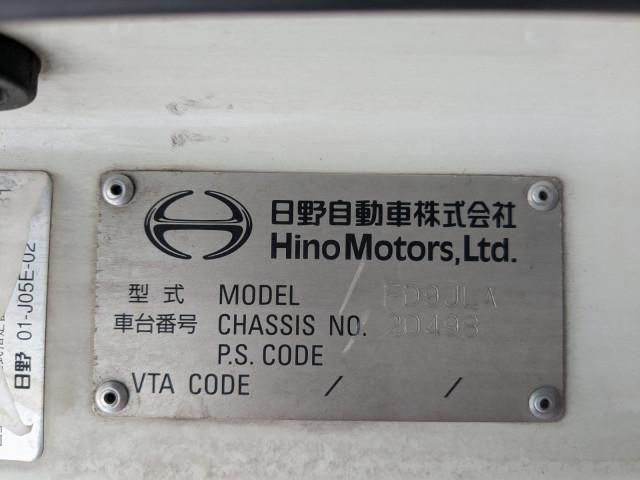 日野自動車株式会社
Hino Motors, Ltd.
型式 MODEL FD9JLA
車台番号 CHASSIS NO. 20498
P.S. CODE
VTA CODE / /
日野 01-J05E-02